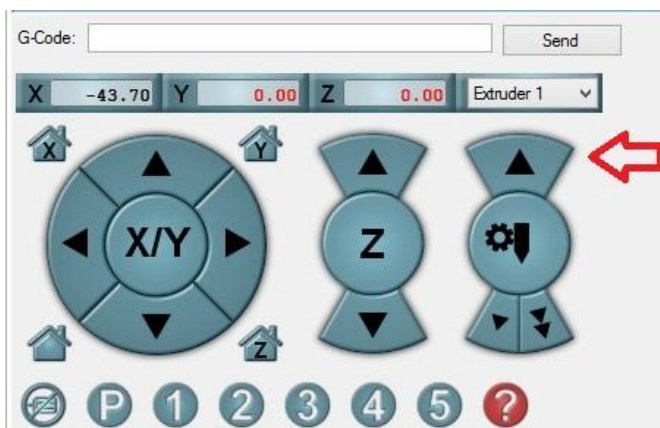 G-Code: Send
X -43.70 Y 0.00 Z 0.00 Extruder 1
X Y
X/Y Z
Z
P 1 2 3 4 5 ?